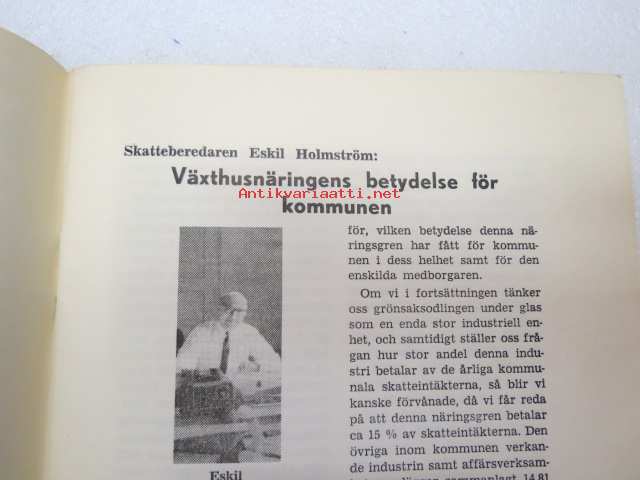 Skatteberedaren Eskil Holmström:
Växthusnäringens betydelse för
kommunen
Antikvariaatti.net
Eskil
för, vilken betydelse denna nä-
ringsgren har fått för kommu-
nen i dess helhet samt för den
enskilda medborgaren.
Om vi i fortsättningen tänker
oss grönsaksodlingen under glas
som en enda stor industriell en-
het, och samtidigt ställer oss frå-
gan hur stor andel denna indu-
stri betalar av de årliga kommu-
nala skatteintäkterna, så blir vi
kanske förvånade, då vi får reda
på att denna näringsgren betalar
ca 15 % av skatteintäkterna. Den
övriga inom kommunen verkan-
de industrin samt affärsverksam-
sammanlagt 14,81